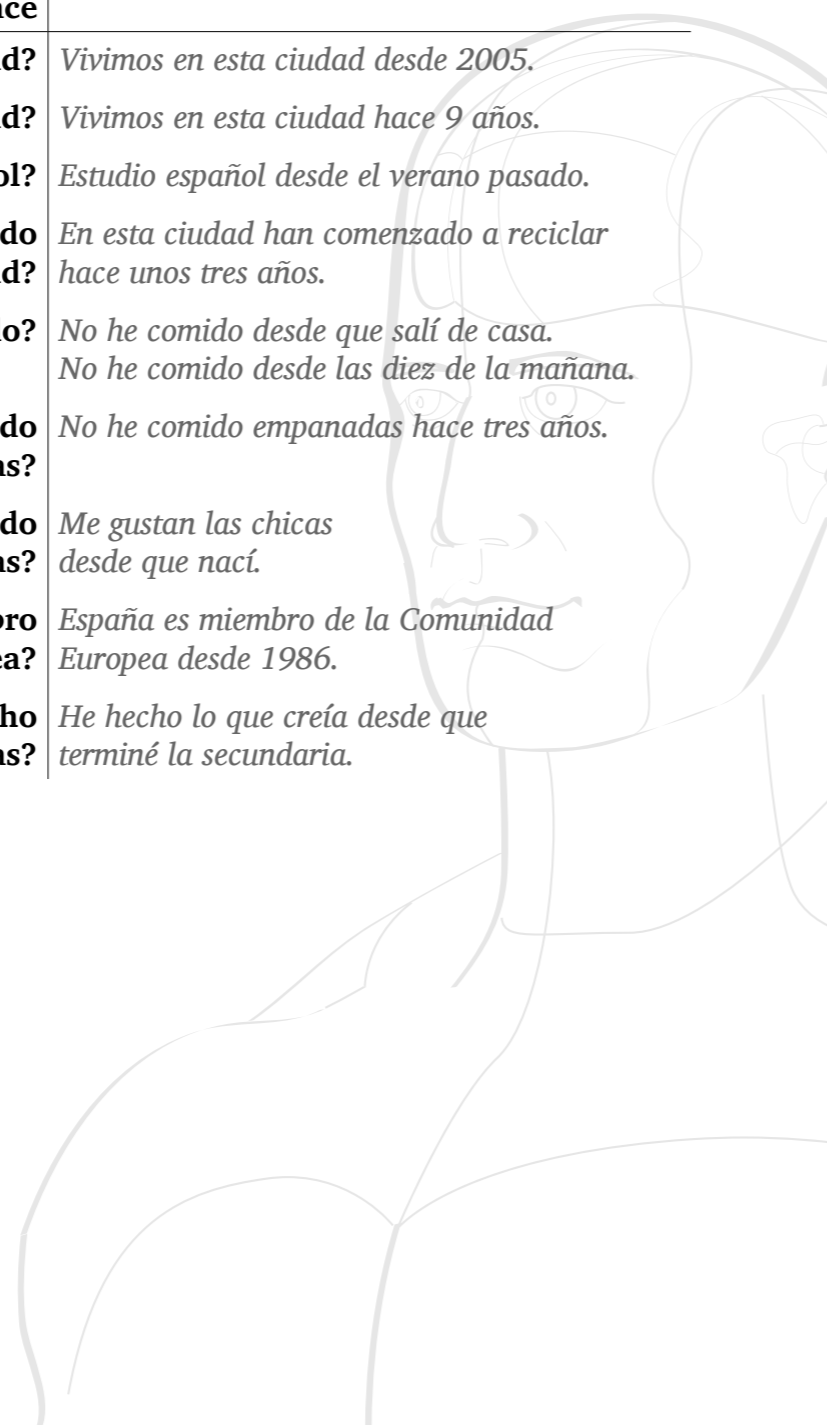 nce
d? Vivimos en esta ciudad desde 2005.
d? Vivimos en esta ciudad hace 9 años.
ol? Estudio español desde el verano pasado.
do En esta ciudad han comenzado a reciclar
d? hace unos tres años.
o? No he comido desde que salí de casa.
No he comido desde las diez de la mañana.
do No he comido empanadas hace tres años.
as?
do Me gustan las chicas
as? desde que nací.
bro España es miembro de la Comunidad
ea? Europea desde 1986.
ho He hecho lo que creía desde que
as? terminé la secundaria.